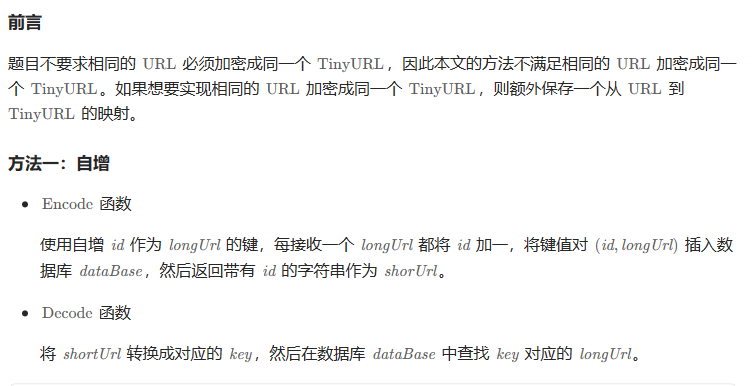 前言
题目不要求相同的 URL 必须加密成同一个 TinyURL，因此本文的方法不满足相同的 URL 加密成同一
个 TinyURL。如果想要实现相同的 URL 加密成同一个 TinyURL，则额外保存一个从 URL 到
TinyURL 的映射。
方法一：自增
• Encode 函数
使用自增 id 作为 longUrl 的键，每接收一个 longUrl 都将 id 加一，将键值对 (id, longUrl) 插入数
据库 dataBase，然后返回带有 id 的字符串作为 shorUrl。
• Decode 函数
将 shortUrl 转换成对应的 key，然后在数据库 dataBase 中查找 key 对应的 longUrl。